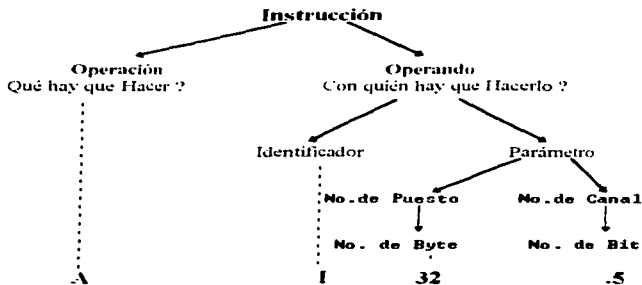 Instrucción
Operación Operando
Qué hay que Hacer ? Con quién hay que Hacerlo ?
Identificador Parámetro
No.de Puesto No.de Canal
No. de Byte No. de Bit
A I 32 .5